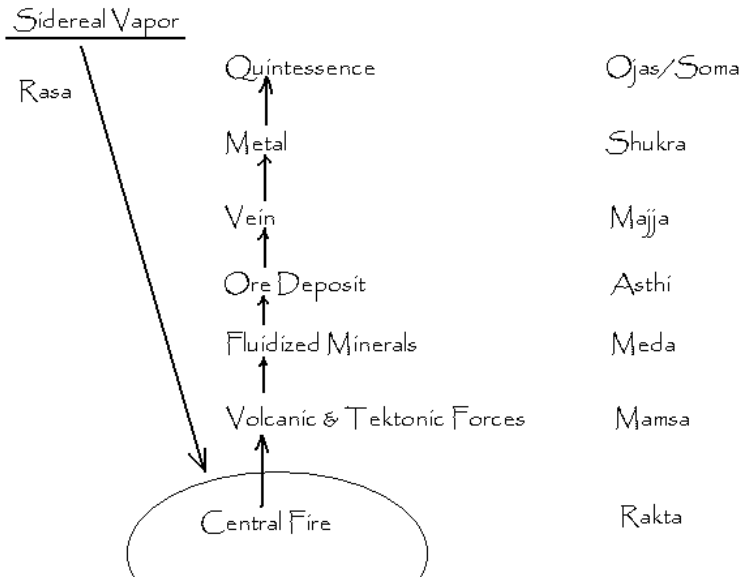 Sidereal Vapor
Rasa
Quintessence Ojas/Soma
Metal Shukra
Vein Majja
Ore Deposit Asthi
Fluidized Minerals Meda
Volcanic & Tektonic Forces Mamsa
Central Fire Rakta